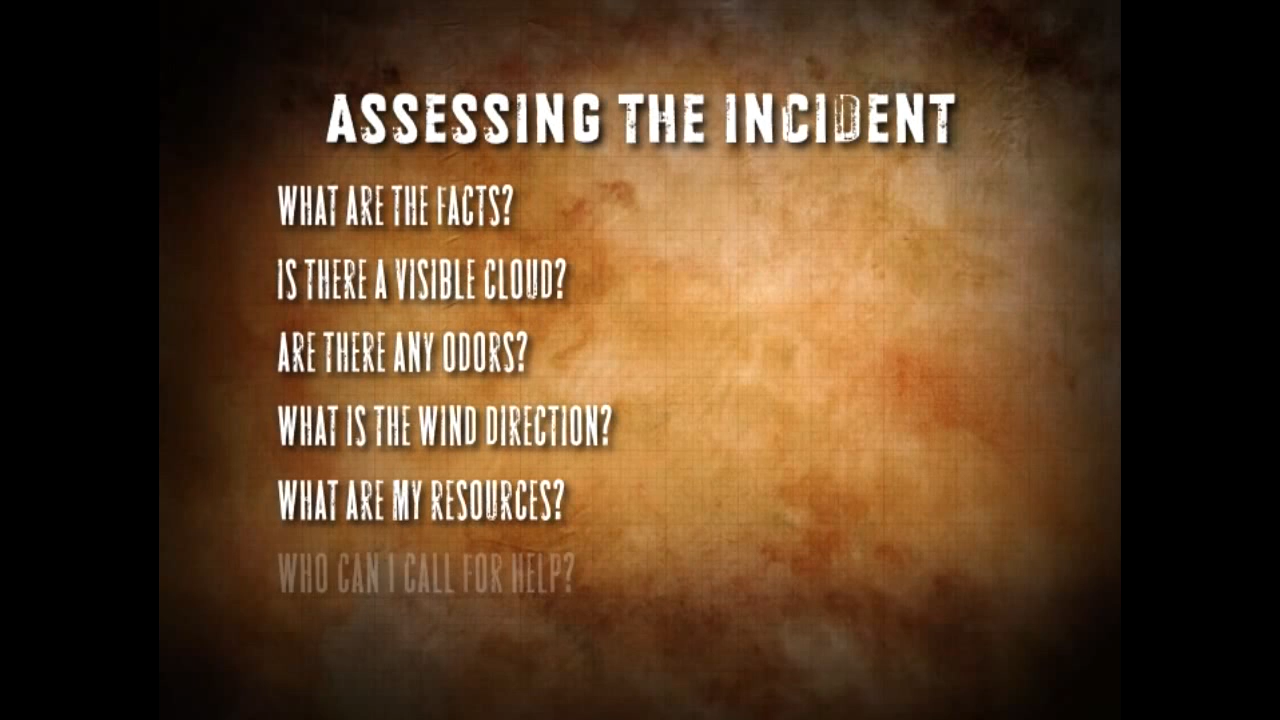 ASSESSING THE INCIDENT
WHAT ARE THE FACTS?
IS THERE A VISIBLE CLOUD?
ARE THERE ANY ODORS?
WHAT IS THE WIND DIRECTION?
WHAT ARE MY RESOURCES?
WHO CAN I CALL FOR HELP?